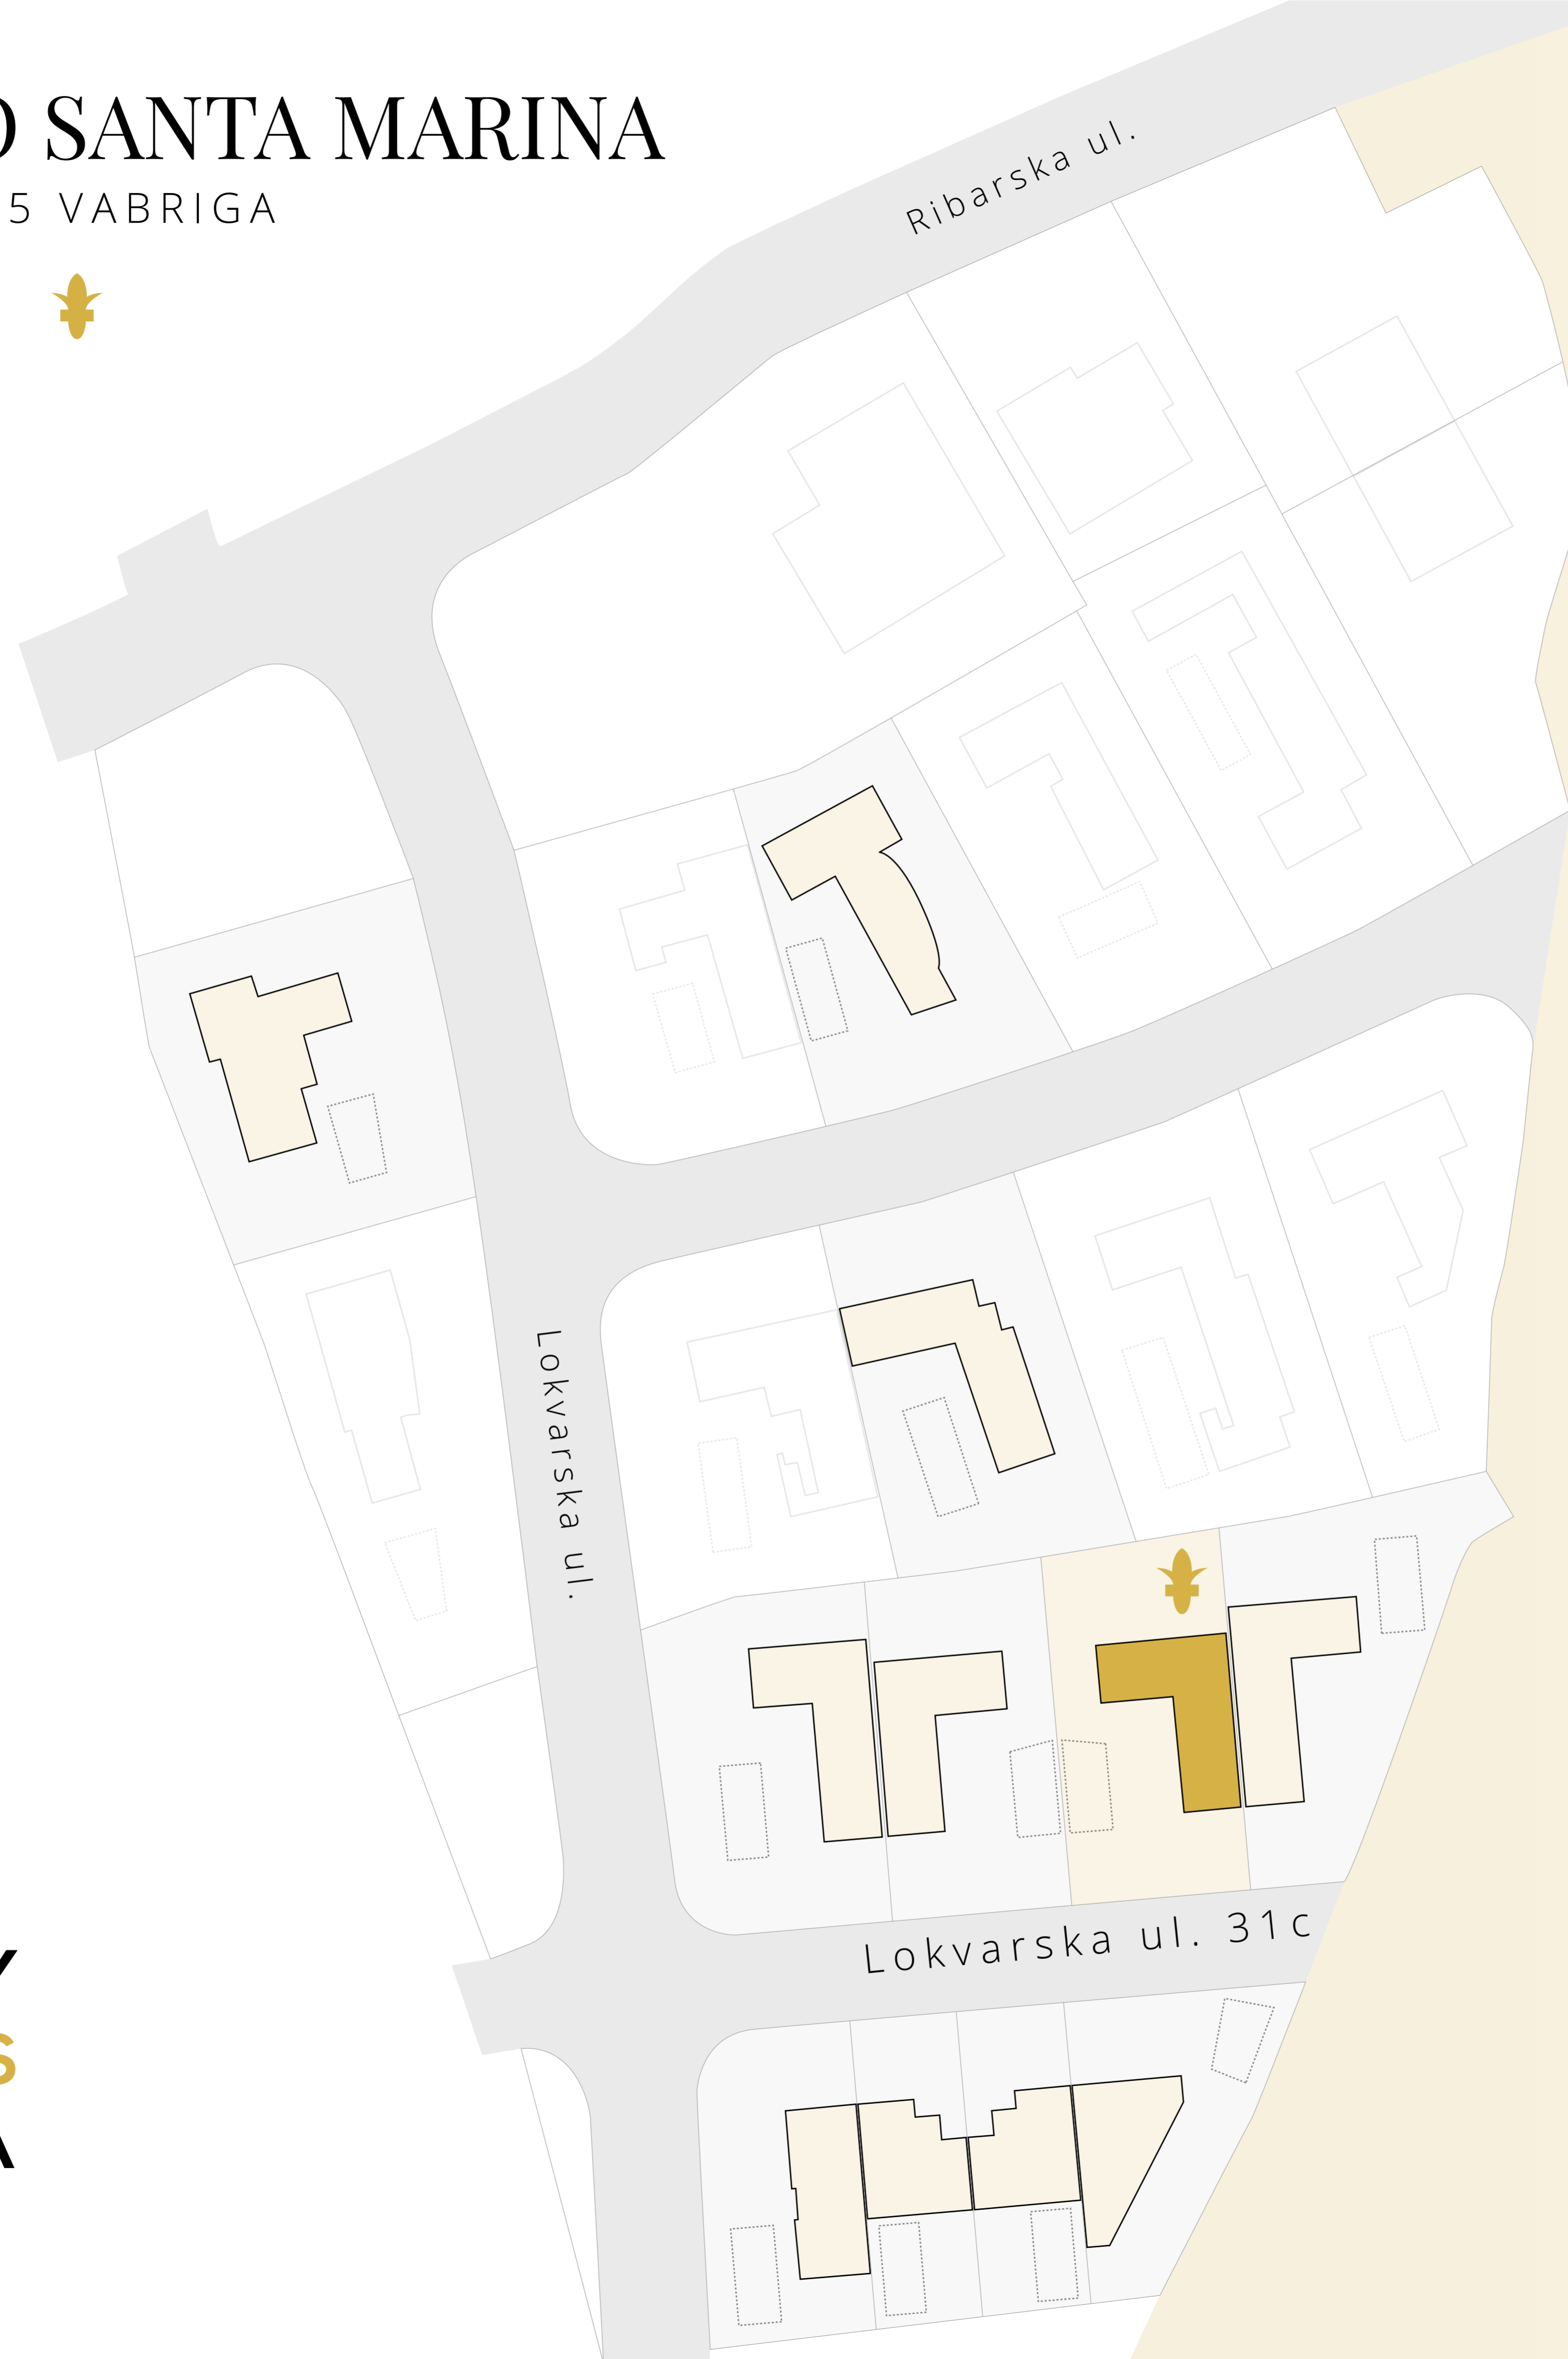 SANTA MARINA
5 VABRIGA
Ribarska ul.
Lokvarska ul.
Lokvarska ul. 31c